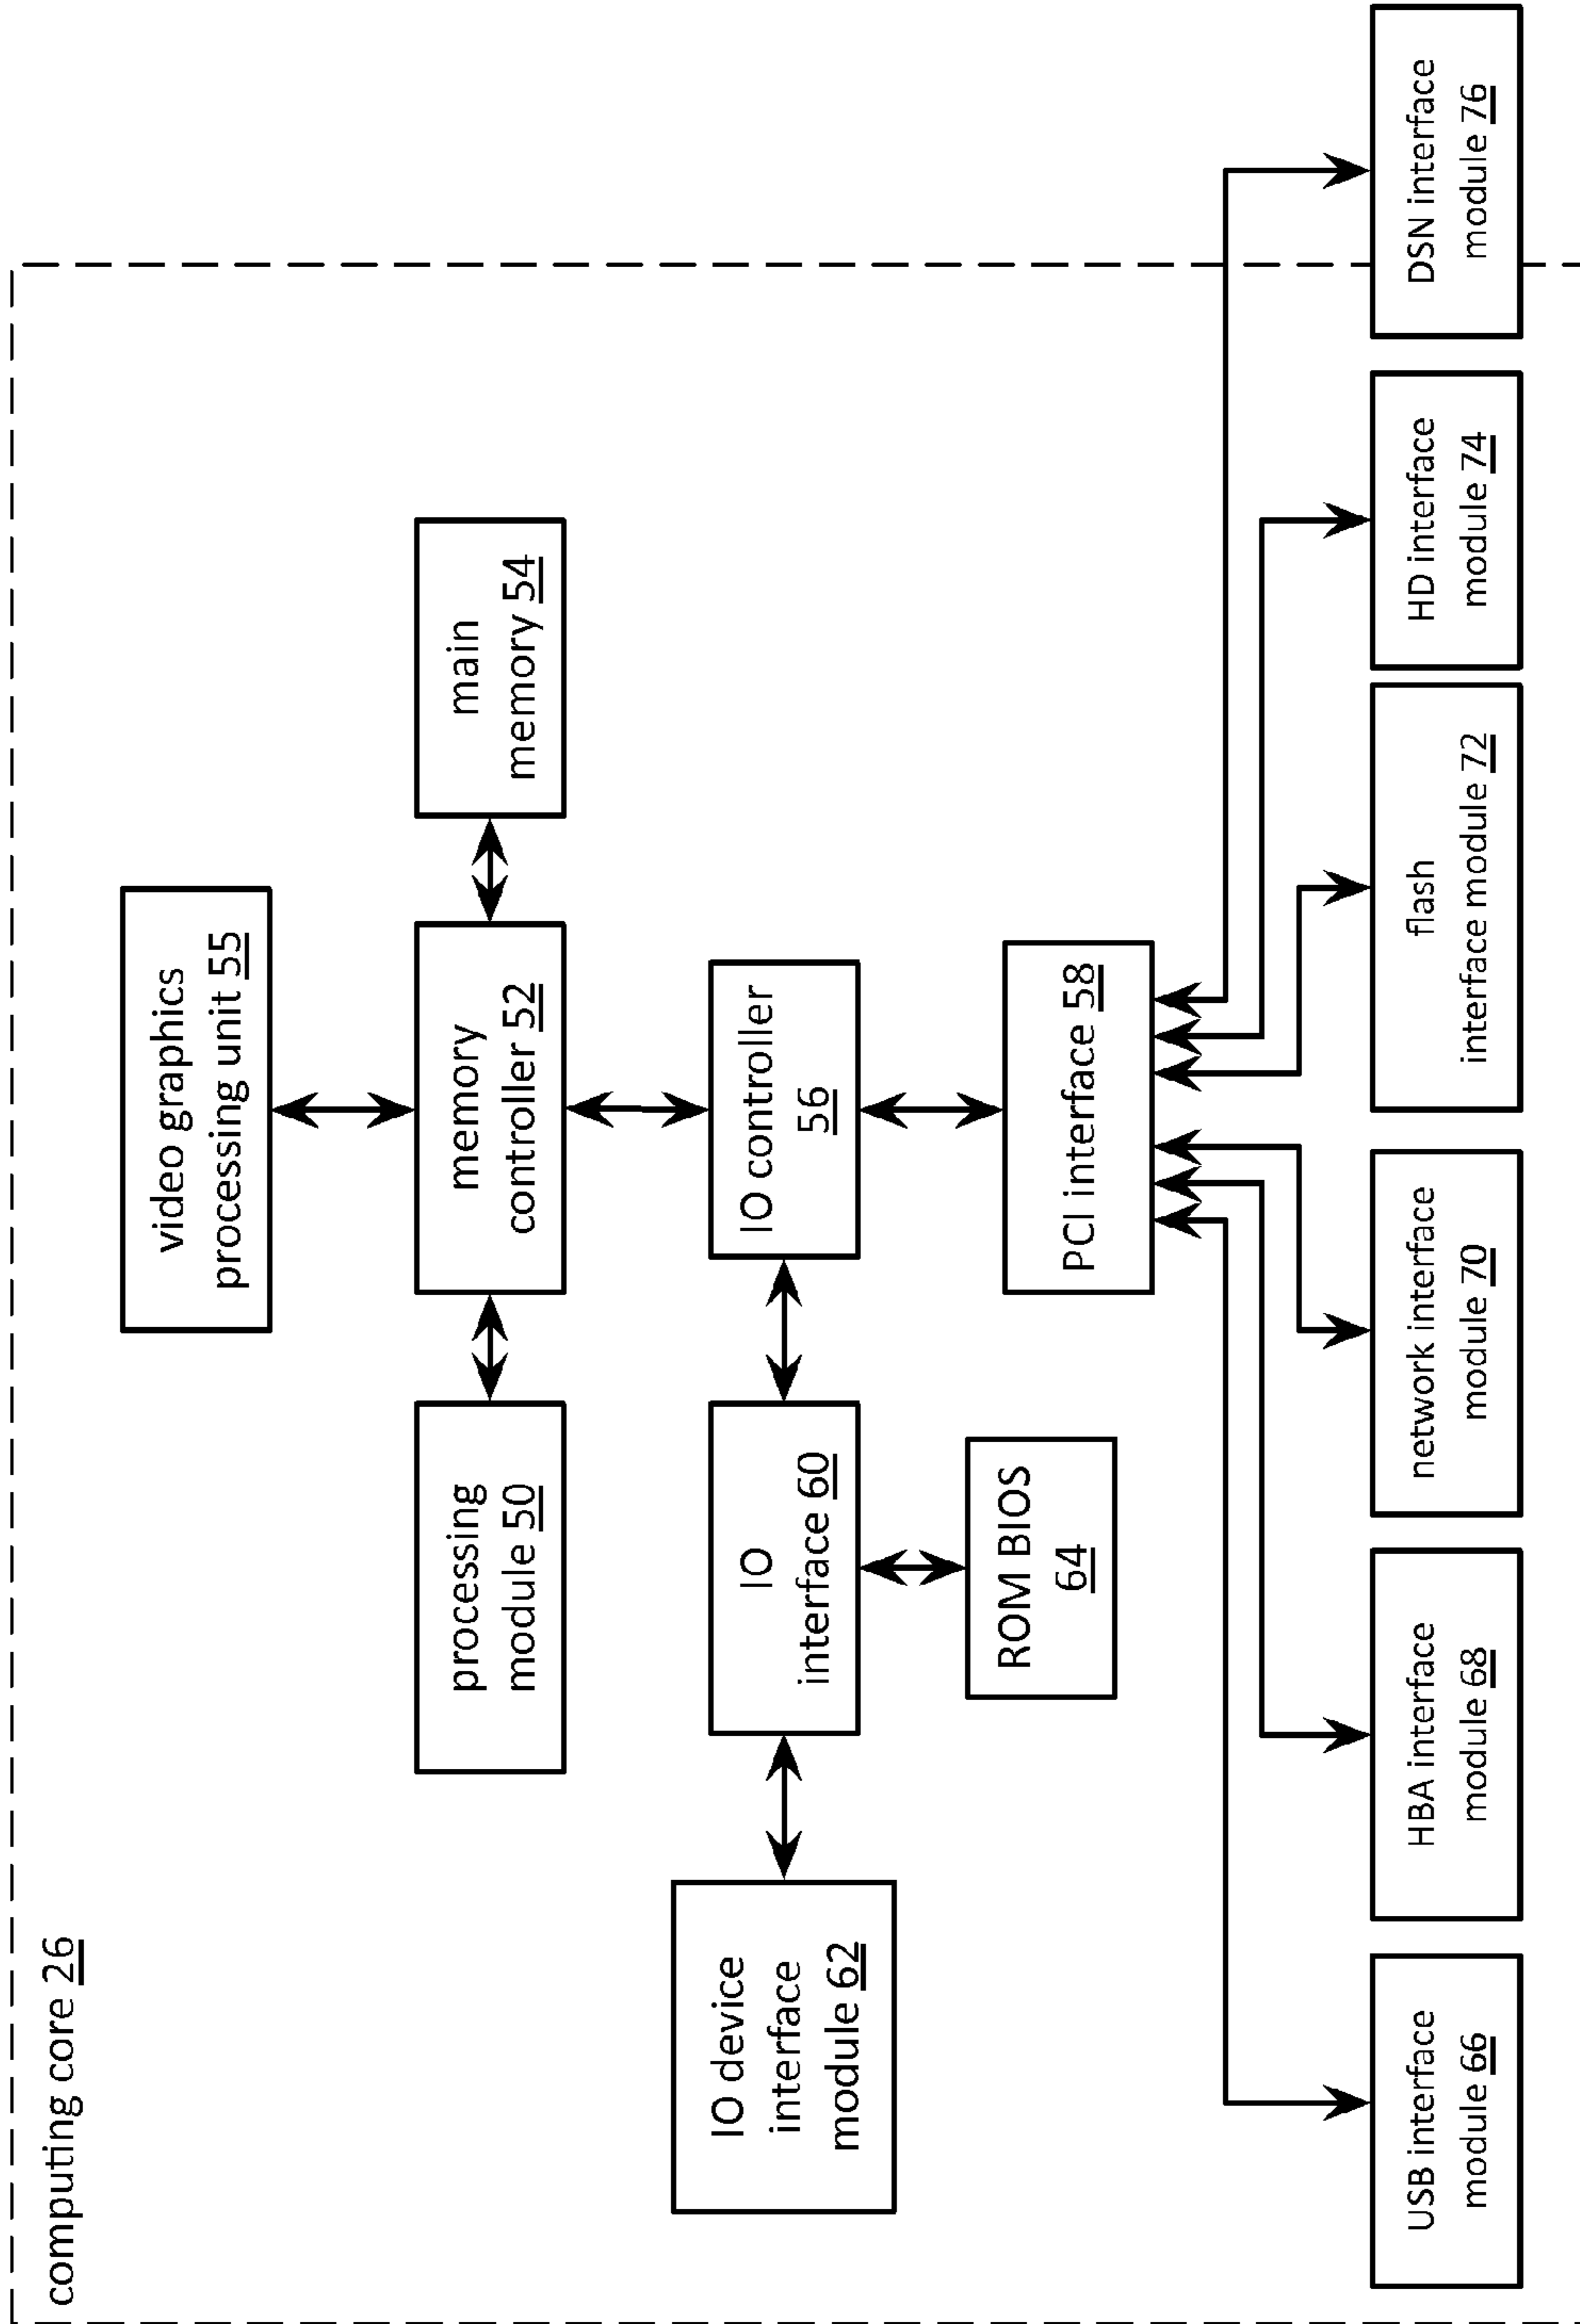 computing core 26
video graphics
processing unit 55
processing
module 50
memory
controller 52
main
memory 54
IO device
interface
module 62
IO
interface 60
IO controller
56
ROM BIOS
64
PCI interface 58
USB interface
module 66
HBA interface
module 68
network interface
module 70
flash
interface module 72
HD interface
module 74
DSN interface
module 76